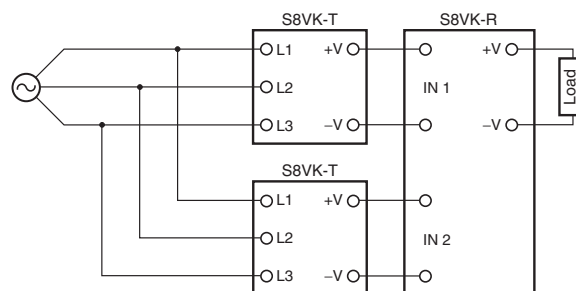 S8VK-T S8VK-R
L1 +V +V
L2 IN 1 Load
L3 −V −V
S8VK-T
L1 +V
L2 IN 2
L3 −V